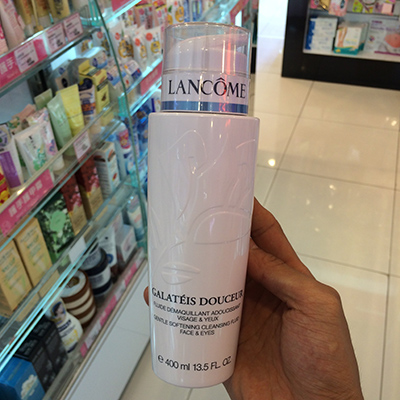 LANCÔME
GALATÉIS DOUCEUR
FLUIDE DÉMAQUILLANT ADOUCISSANT
VISAGE & YEUX
GENTLE SOFTENING CLEANSING FLUID
FACE & EYES
℮ 400 ml 13.5 FL. OZ.